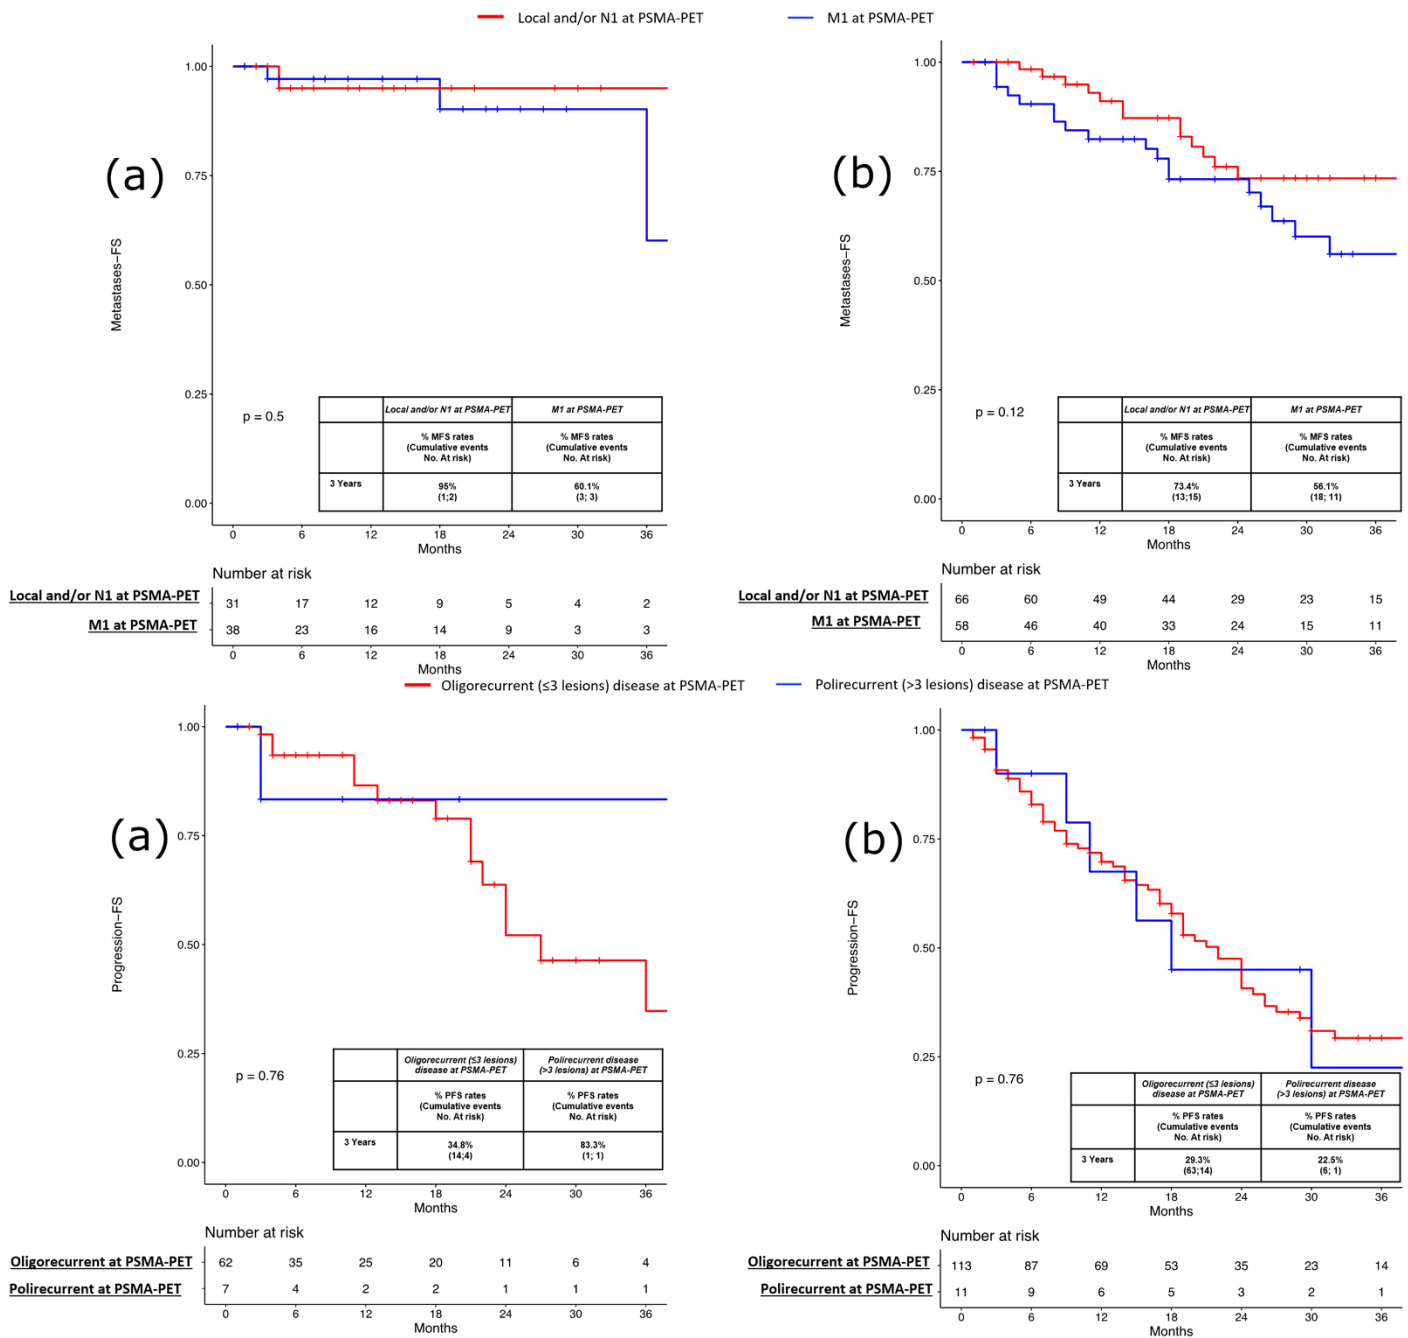 Local and/or N1 at PSMA-PET
M1 at PSMA-PET
(a)
Metastases−FS
1.00
0.75
0.50
0.25
0.00
p = 0.5
Local and/or N1 at PSMA-PET
M1 at PSMA-PET
% MFS rates
(Cumulative events
No. At risk)
% MFS rates
(Cumulative events
No. At risk)
3 Years
95%
(1;2)
60.1%
(3; 3)
0 6 12 18 24 30 36
Months
Number at risk
Local and/or N1 at PSMA-PET 31 17 12 9 5 4 2
M1 at PSMA-PET 38 23 16 14 9 3 3
0 6 12 18 24 30 36
Months
(b)
Metastases−FS
1.00
0.75
0.50
0.25
0.00
p = 0.12
Local and/or N1 at PSMA-PET
M1 at PSMA-PET
% MFS rates
(Cumulative events
No. At risk)
% MFS rates
(Cumulative events
No. At risk)
3 Years
73.4%
(13;15)
56.1%
(18; 11)
0 6 12 18 24 30 36
Months
Number at risk
Local and/or N1 at PSMA-PET 66 60 49 44 29 23 15
M1 at PSMA-PET 58 46 40 33 24 15 11
0 6 12 18 24 30 36
Months
Oligorecurrent (≤3 lesions) disease at PSMA-PET
Polirecurrent (>3 lesions) disease at PSMA-PET
(a)
Progression−FS
1.00
0.75
0.50
0.25
0.00
p = 0.76
Oligorecurrent (≤3 lesions)
disease at PSMA-PET
Polirecurrent disease
(>3 lesions) at PSMA-PET
% PFS rates
(Cumulative events
No. At risk)
% PFS rates
(Cumulative events
No. At risk)
3 Years
34.8%
(14;4)
83.3%
(1; 1)
0 6 12 18 24 30 36
Months
Number at risk
Oligorecurrent at PSMA-PET 62 35 25 20 11 6 4
Polirecurrent at PSMA-PET 7 4 2 2 1 1 1
0 6 12 18 24 30 36
Months
(b)
Progression−FS
1.00
0.75
0.50
0.25
0.00
p = 0.76
Oligorecurrent (≤3 lesions)
disease at PSMA-PET
Polirecurrent disease
(>3 lesions) at PSMA-PET
% PFS rates
(Cumulative events
No. At risk)
% PFS rates
(Cumulative events
No. At risk)
3 Years
29.3%
(63;14)
22.5%
(6; 1)
0 6 12 18 24 30 36
Months
Number at risk
Oligorecurrent at PSMA-PET 113 87 69 53 35 23 14
Polirecurrent at PSMA-PET 11 9 6 5 3 2 1
0 6 12 18 24 30 36
Months